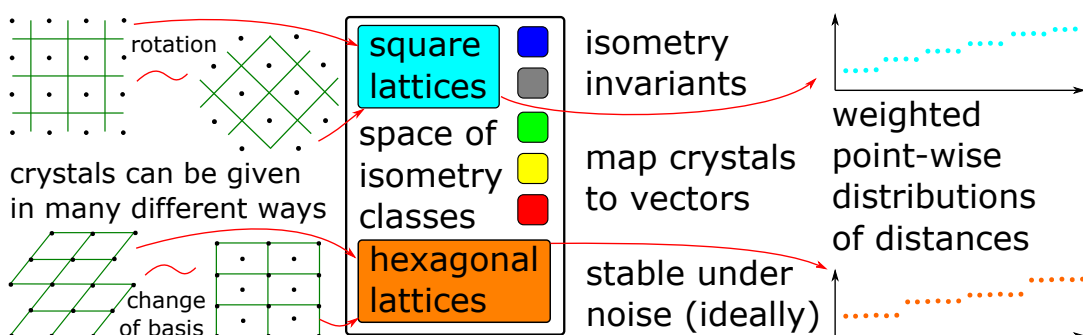 rotation
crystals can be given
in many different ways
change
of basis
square
lattices
space of
isometry
classes
hexagonal
lattices
isometry
invariants
map crystals
to vectors
stable under
noise (ideally)
weighted
point-wise
distributions
of distances